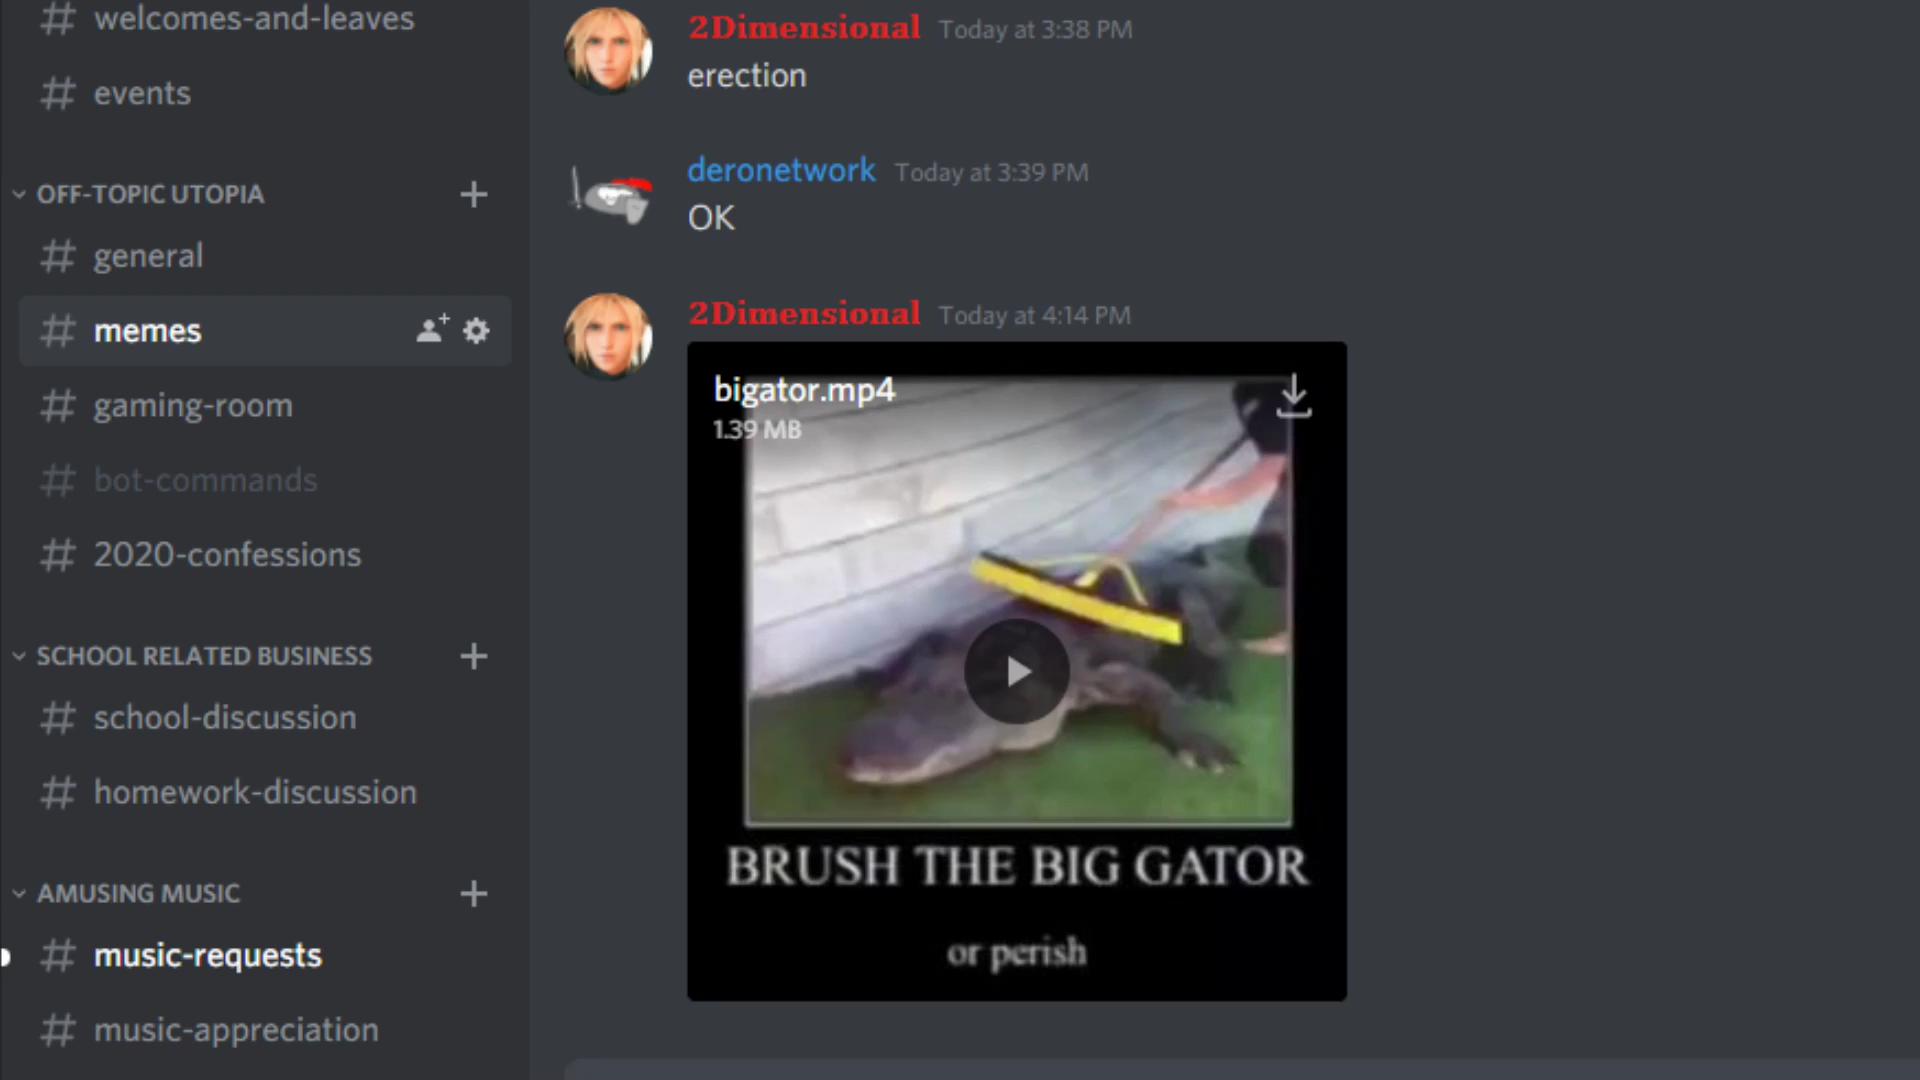 # welcomes-and-leaves
# events
OFF-TOPIC UTOPIA +
# general
# memes
# gaming-room
# bot-commands
# 2020-confessions
SCHOOL RELATED BUSINESS +
# school-discussion
# homework-discussion
AMUSING MUSIC +
# music-requests
# music-appreciation
2Dimensional Today at 3:38 PM
erection
deronetwork Today at 3:39 PM
OK
2Dimensional Today at 4:14 PM
bigator.mp4
1.39 MB
BRUSH THE BIG GATOR
or perish